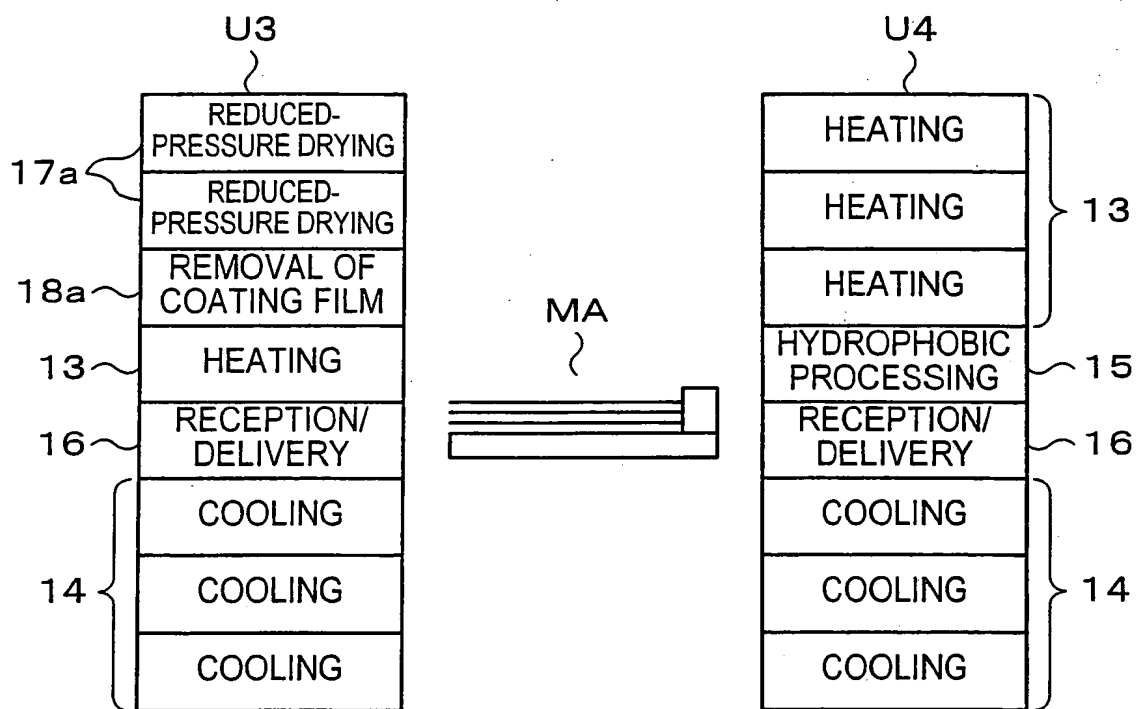 U3
U4
REDUCED-
PRESSURE DRYING
HEATING
17a
REDUCED-
PRESSURE DRYING
HEATING
13
18a
REMOVAL OF
COATING FILM
HEATING
MA
13
HEATING
HYDROPHOBIC
PROCESSING
15
16
RECEPTION/
DELIVERY
RECEPTION/
DELIVERY
16
COOLING
COOLING
14
COOLING
COOLING
14
COOLING
COOLING